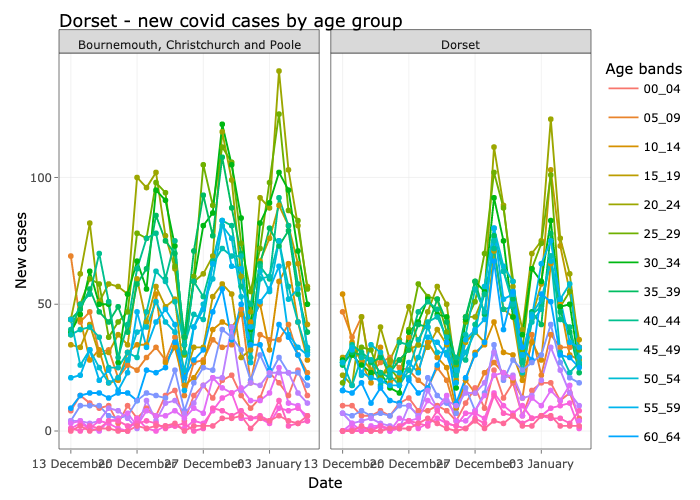 Dorset - new covid cases by age group
Bournemouth, Christchurch and Poole
Dorset
Age bands
00_04
05_09
10_14
15_19
20_24
25_29
30_34
35_39
40_44
45_49
50_54
55_59
60_64
New cases
100
50
0
13 December 20 December 27 December 03 January
13 December 20 December 27 December 03 January
Date